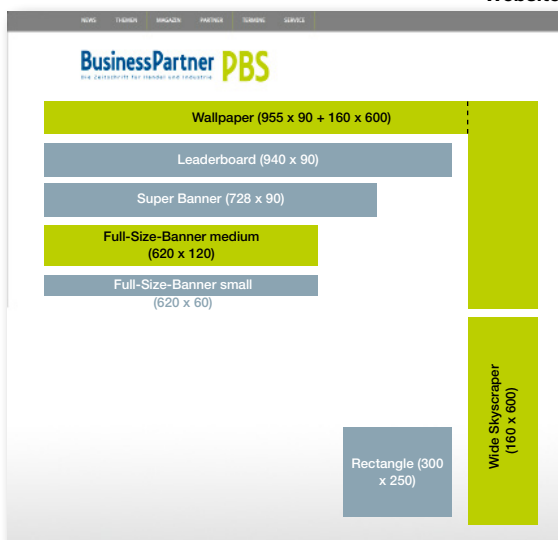 NEWS THEMEN MAGAZIN PARTNER TERMINE SERVICE
BusinessPartner PBS
Die Zeitschrift für Handel und Industrie
Wallpaper (955 x 90 + 160 x 600)
Leaderboard (940 x 90)
Super Banner (728 x 90)
Full-Size-Banner medium
(620 x 120)
Full-Size-Banner small
(620 x 60)
Wide Skyscraper
(160 x 600)
Rectangle (300
x 250)